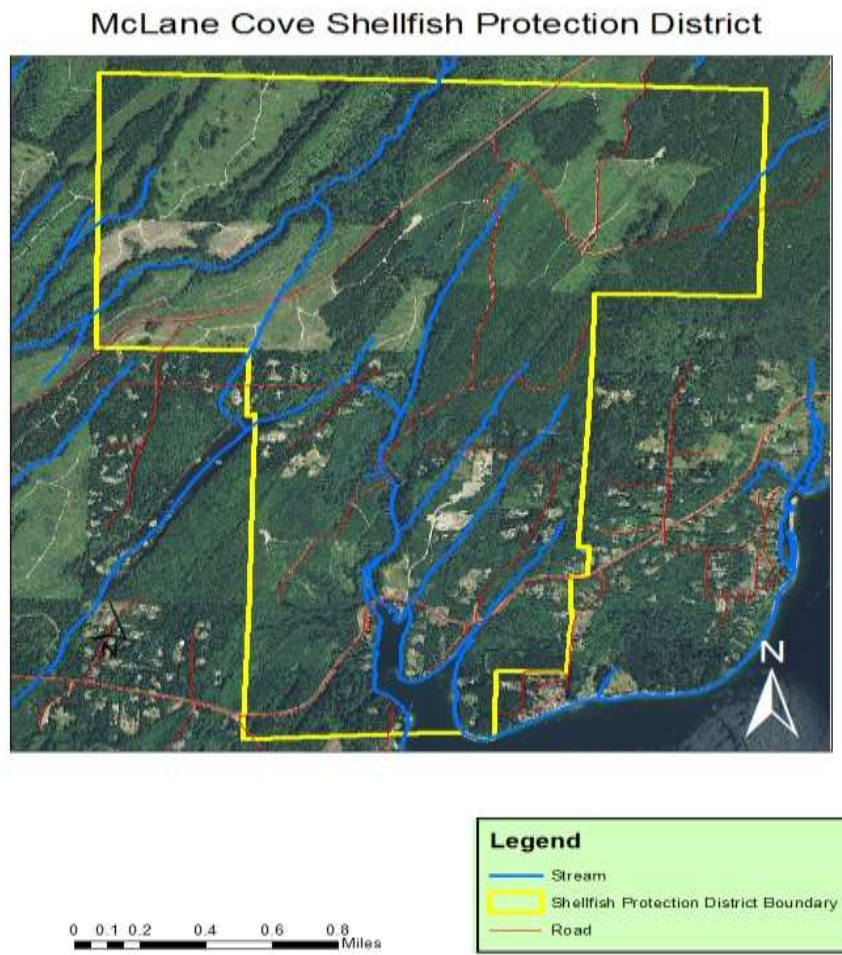 McLane Cove Shellfish Protection District
N
N
Legend
Stream
Shellfish Protection District Boundary
Road
0 0.1 0.2 0.4 0.6 0.8
Miles